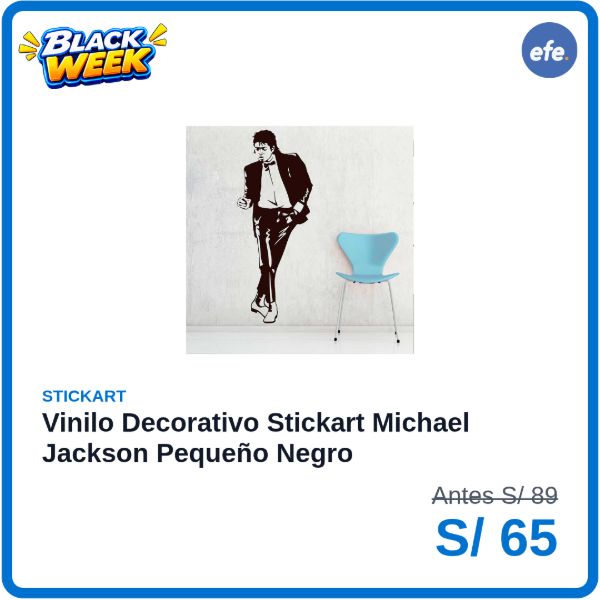 BLACK
WEEK
efe.
STICKART
Vinilo Decorativo Stickart Michael
Jackson Pequeño Negro
Antes S/ 89
S/ 65